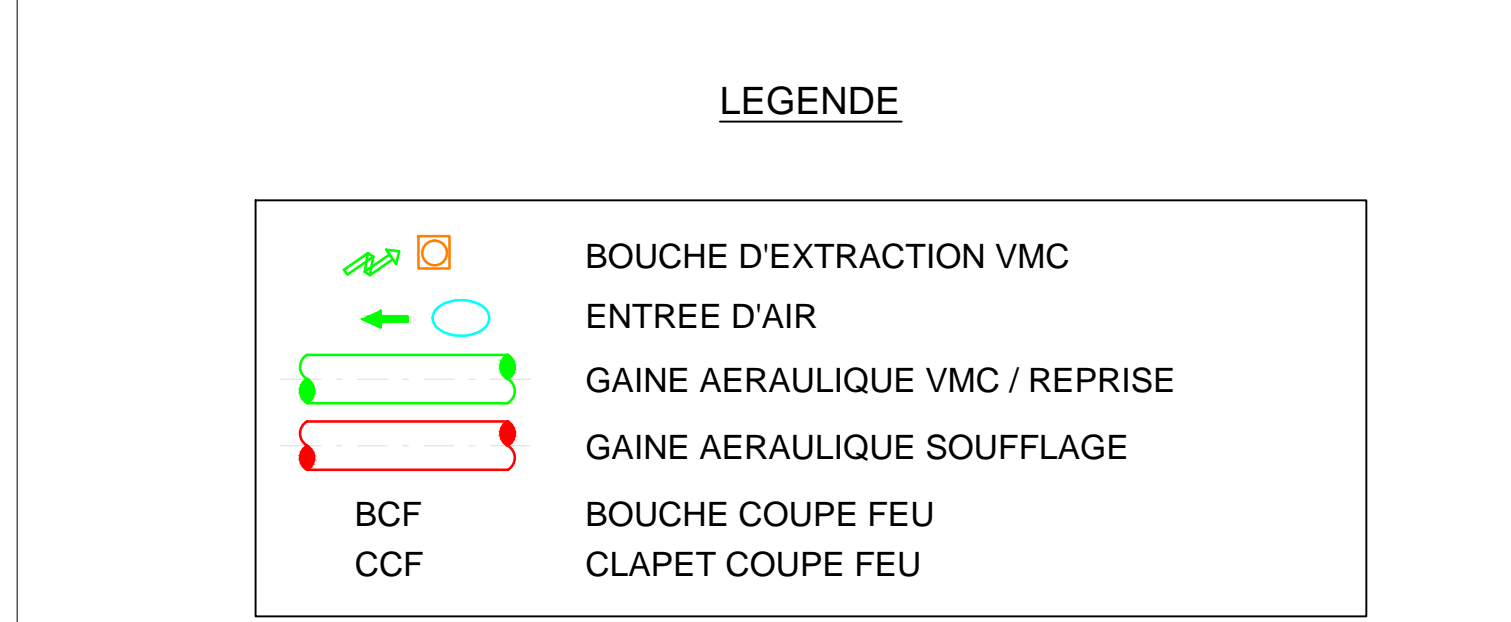 LEGENDE
BOUCHE D'EXTRACTION VMC
ENTREE D'AIR
GAINE AERAULIQUE VMC / REPRISE
GAINE AERAULIQUE SOUFFLAGE
BCF BOUCHE COUPE FEU
CCF CLAPET COUPE FEU